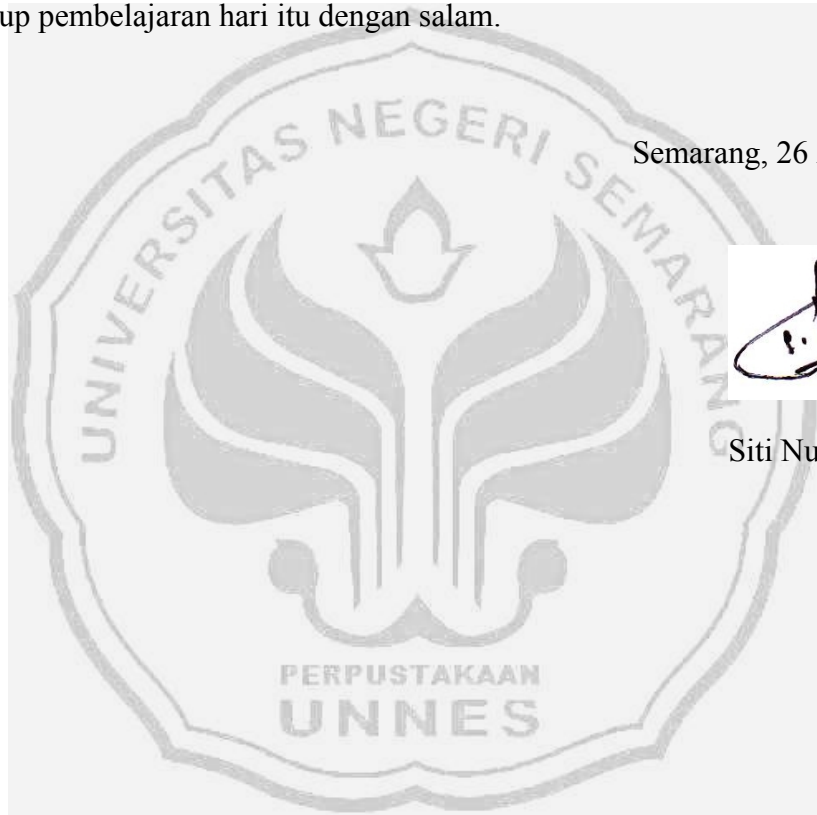 up pembelajaran hari itu dengan salam.
Semarang, 26
UNIVERSITAS NEGERI SEMARANG
Siti Nu
PERPUSTAKAAN
UNNES